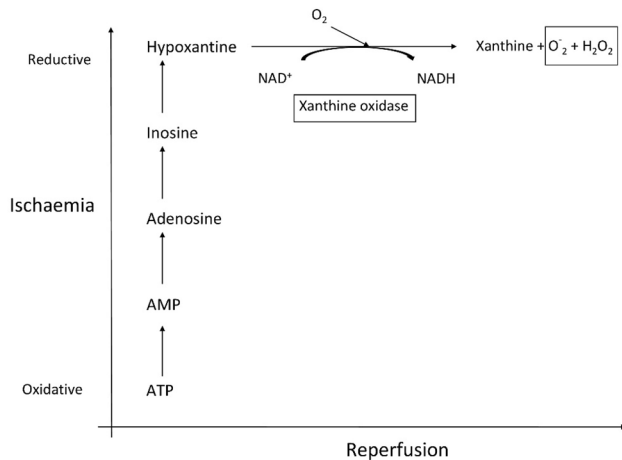 O₂
Reductive Hypoxantine Xanthine + O⁻₂ + H₂O₂
NAD⁺ NADH
Xanthine oxidase
Inosine
Ischaemia
Adenosine
AMP
Oxidative ATP
Reperfusion